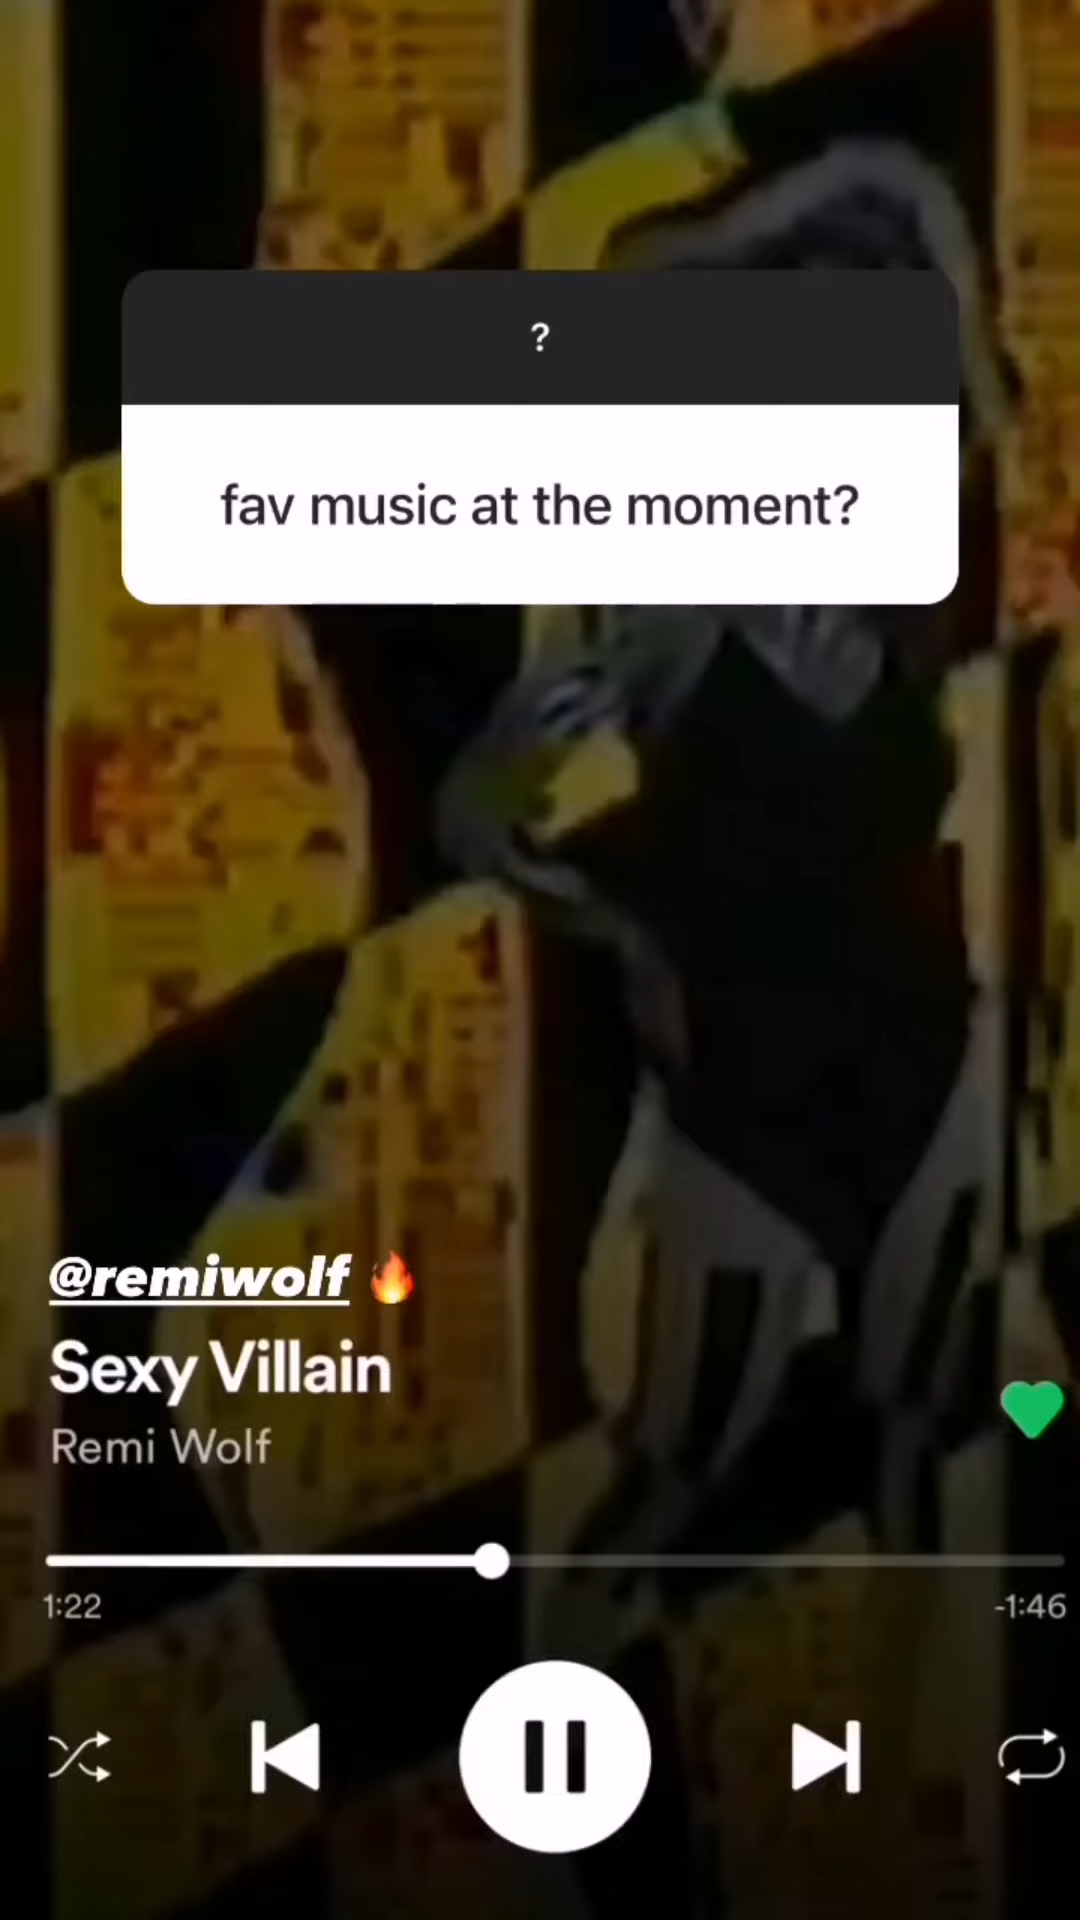 ?
fav music at the moment?
@remiwolf 🔥
Sexy Villain
Remi Wolf
1:22
-1:46